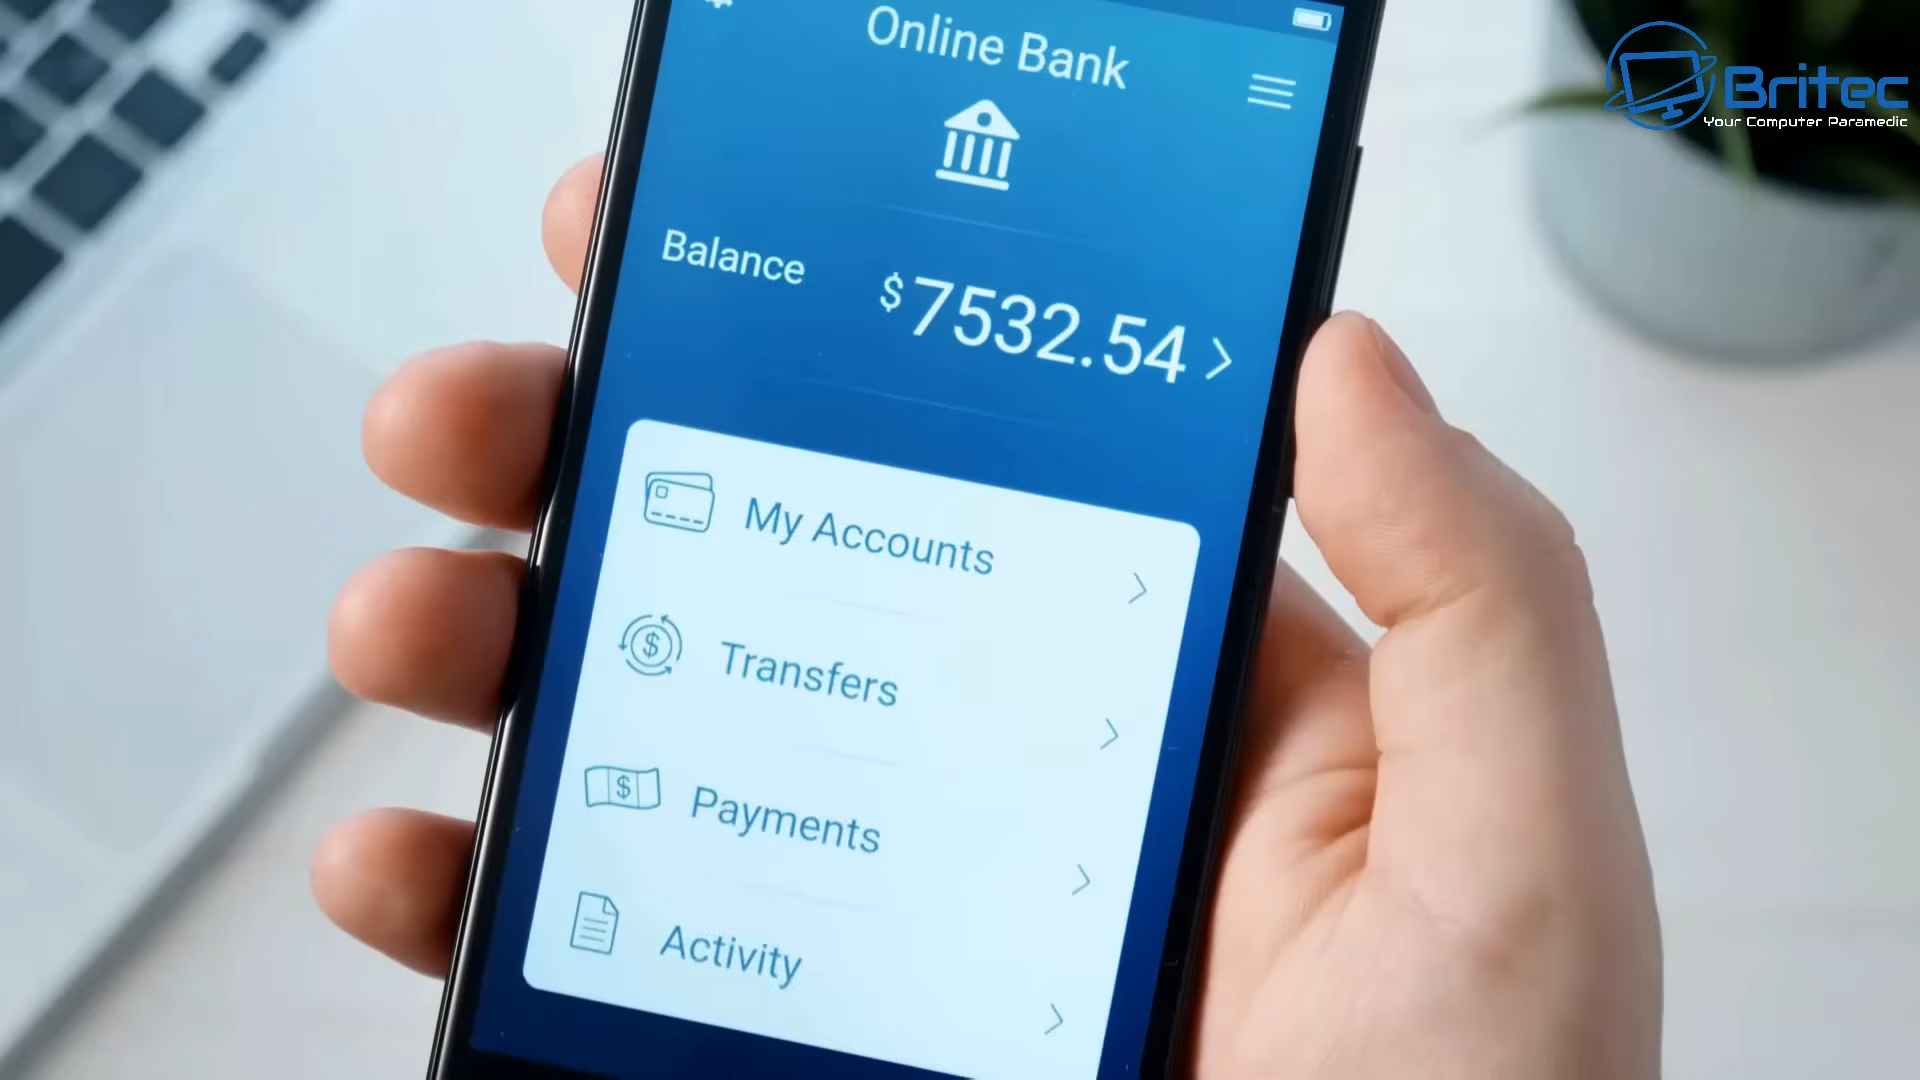 Online Bank
Britec
Your Computer Paramedic
Balance
$7532.54
My Accounts
Transfers
$
Payments
$
Activity